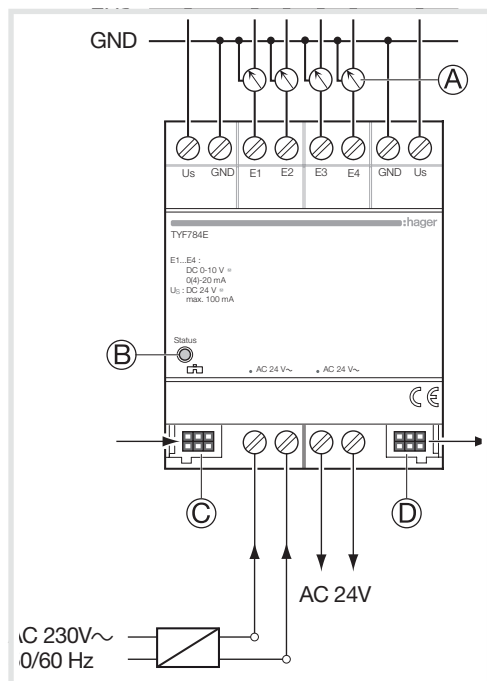 GND
A
Us GND E1 E2 E3 E4 GND Us
:hager
TYF784E
E1...E4 :
DC 0-10 V =
0(4)-20 mA
Us : DC 24 V =
max. 100 mA
Status
B
AC 24 V~ AC 24 V~
CE
C
D
AC 24V
AC 230V~
0/60 Hz